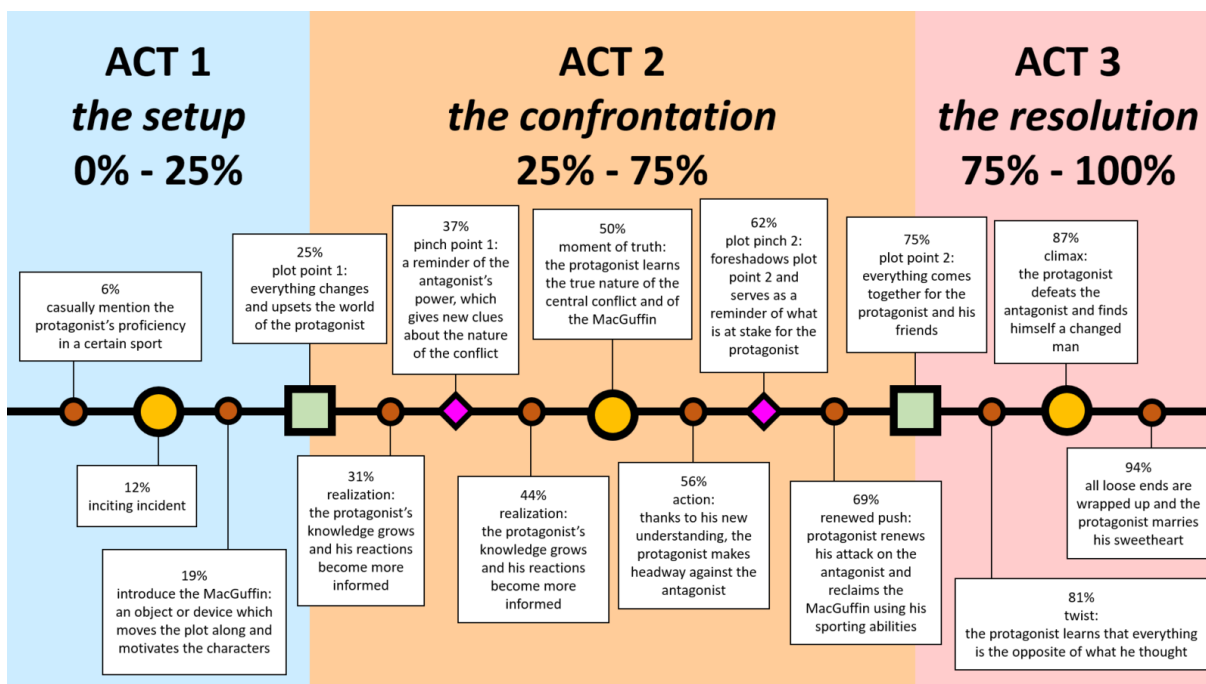 ACT 1
the setup
0% - 25%
ACT 2
the confrontation
25% - 75%
ACT 3
the resolution
75% - 100%
6%
casually mention the
protagonist's proficiency
in a certain sport
12%
inciting incident
19%
introduce the MacGuffin:
an object or device which
moves the plot along and
motivates the characters
25%
plot point 1:
everything changes
and upsets the world
of the protagonist
31%
realization:
the protagonist's
knowledge grows
and his reactions
become more
informed
37%
pinch point 1:
a reminder of the
antagonist's
power, which
gives new clues
about the nature
of the conflict
44%
realization:
the protagonist's
knowledge grows
and his reactions
become more
informed
50%
moment of truth:
the protagonist learns
the true nature of the
central conflict and of
the MacGuffin
56%
action:
thanks to his new
understanding, the
protagonist makes
headway against the
antagonist
62%
plot pinch 2:
foreshadows plot
point 2 and
serves as a
reminder of what
is at stake for the
protagonist
69%
renewed push:
protagonist renews
his attack on the
antagonist and
reclaims the
MacGuffin using his
sporting abilities
75%
plot point 2:
everything comes
together for the
protagonist and his
friends
81%
twist:
the protagonist learns that everything
is the opposite of what he thought
87%
climax:
the protagonist
defeats the
antagonist and finds
himself a changed
man
94%
all loose ends are
wrapped up and the
protagonist marries
his sweetheart